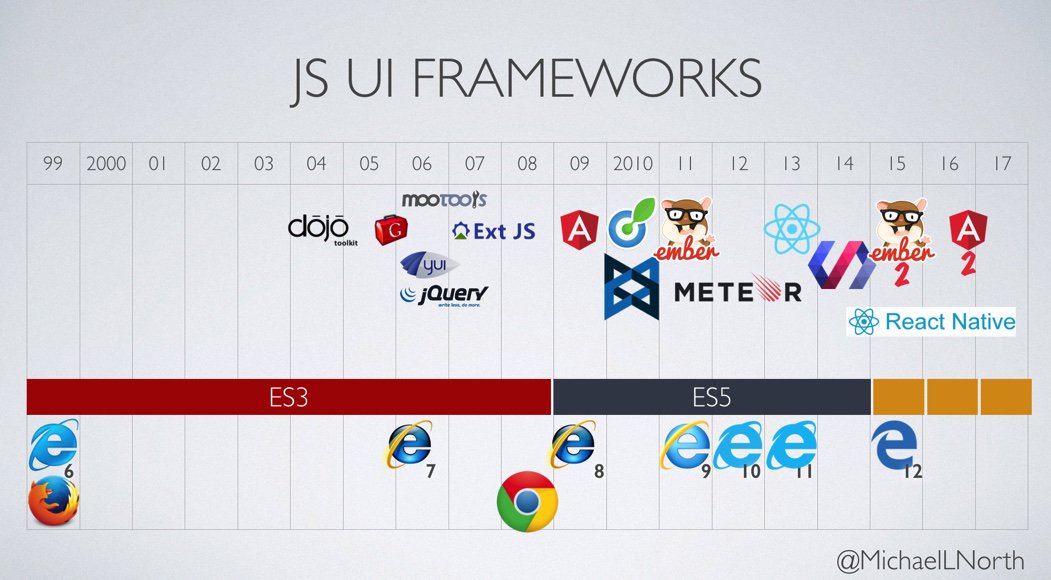 JS UI FRAMEWORKS
99 2000 01 02 03 04 05 06 07 08 09 2010 11 12 13 14 15 16 17
mootools
dōjō
toolkit
G
Ext JS
A
ember
ember
2
A
2
yui
jQuery
write less, do more.
METEOR
React Native
ES3 ES5
6 7 8 9 10 11 12
@MichaelLNorth